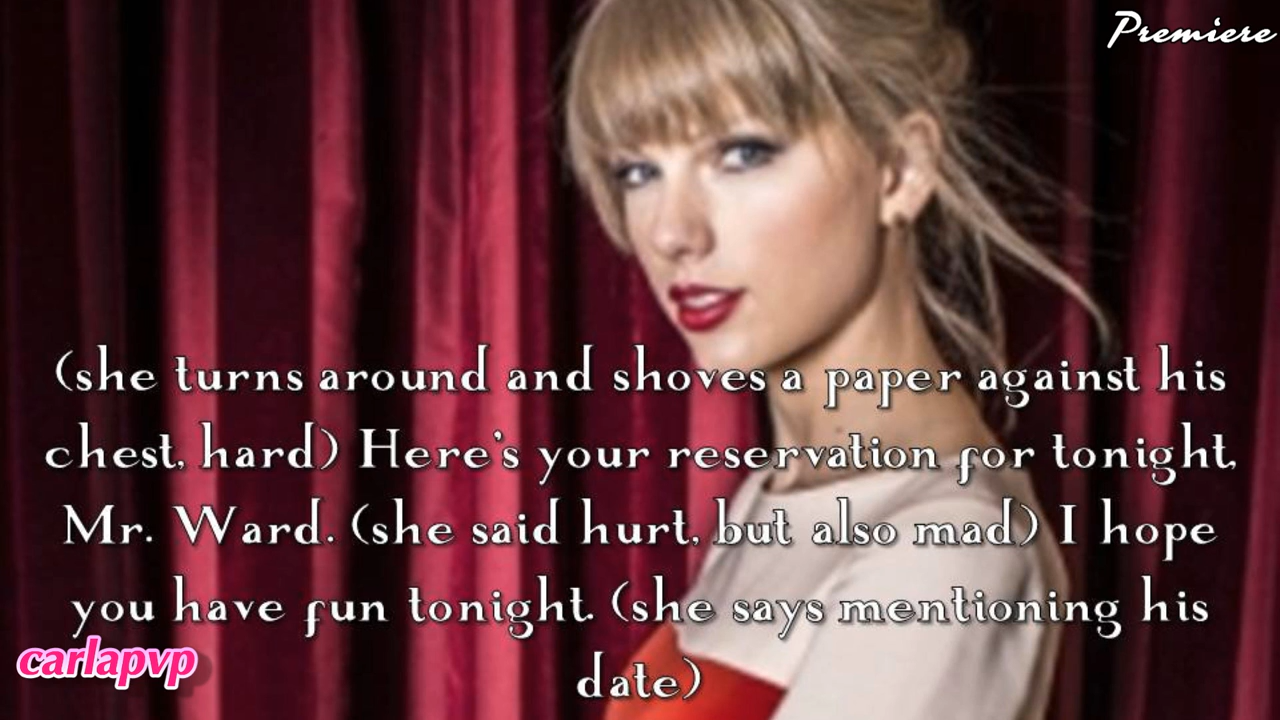 Premiere
(she turns around and shoves a paper against his
chest, hard) Here's your reservation for tonight,
Mr. Ward. (she said hurt, but also mad) I hope
you have fun tonight. (she says mentioning his
date)
carlapvp